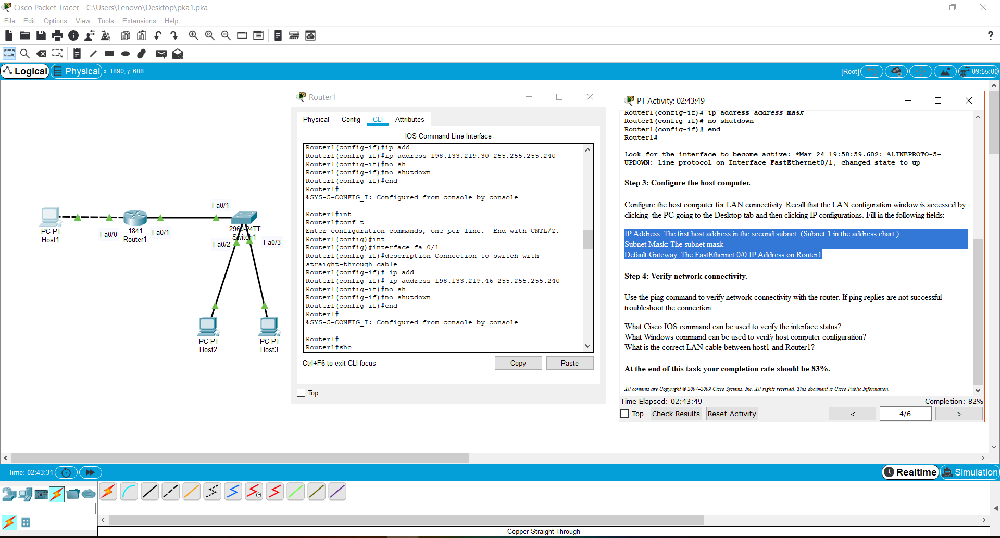 Cisco Packet Tracer - C:\Users\Lenovo\Desktop\pka1.pka
File Edit Options View Tools Extensions Help
?
Logical Physical x: 1890, y: 608
[Root] 09:55:00
Fa0/1
PC-PT
Host1
Fa0/0
1841
Router1
Fa0/1
2960-24TT
Switch1
Fa0/2
Fa0/3
PC-PT
Host2
PC-PT
Host3
Router1
Physical Config CLI Attributes
IOS Command Line Interface
Router1(config-if)#ip add
Router1(config-if)#ip address 198.133.219.30 255.255.255.240
Router1(config-if)#no sh
Router1(config-if)#no shutdown
Router1(config-if)#end
Router1#
%SYS-5-CONFIG_I: Configured from console by console
Router1#int
Router1#conf t
Enter configuration commands, one per line.  End with CNTL/Z.
Router1(config)#int
Router1(config)#interface fa 0/1
Router1(config-if)#description Connection to switch with
straight-through cable
Router1(config-if)# ip add
Router1(config-if)# ip address 198.133.219.46 255.255.255.240
Router1(config-if)#no sh
Router1(config-if)#no shutdown
Router1(config-if)#end
Router1#
%SYS-5-CONFIG_I: Configured from console by console
Router1#
Router1#sho
Ctrl+F6 to exit CLI focus
Copy Paste
Top
PT Activity: 02:43:49
Router1(config-if)# ip address address mask
Router1(config-if)# no shutdown
Router1(config-if)# end
Router1#
Look for the interface to become active: *Mar 24 19:58:59.602: %LINEPROTO-5-
UPDOWN: Line protocol on Interface FastEthernet0/1, changed state to up
Step 3: Configure the host computer.
Configure the host computer for LAN connectivity. Recall that the LAN configuration window is accessed by
clicking  the PC going to the Desktop tab and then clicking IP configurations. Fill in the following fields:
IP Address: The first host address in the second subnet. (Subnet 1 in the address chart.)
Subnet Mask: The subnet mask
Default Gateway: The FastEthernet 0/0 IP Address on Router1
Step 4: Verify network connectivity.
Use the ping command to verify network connectivity with the router. If ping replies are not successful
troubleshoot the connection:
What Cisco IOS command can be used to verify the interface status?
What Windows command can be used to verify host computer configuration?
What is the correct LAN cable between host1 and Router1?
At the end of this task your completion rate should be 83%.
All contents are Copyright © 2007–2009 Cisco Systems, Inc. All rights reserved. This document is Cisco Public Information.
Time Elapsed: 02:43:49 Completion: 82%
Top Check Results Reset Activity < 4/6 >
Time: 02:43:31
Realtime Simulation
Copper Straight-Through